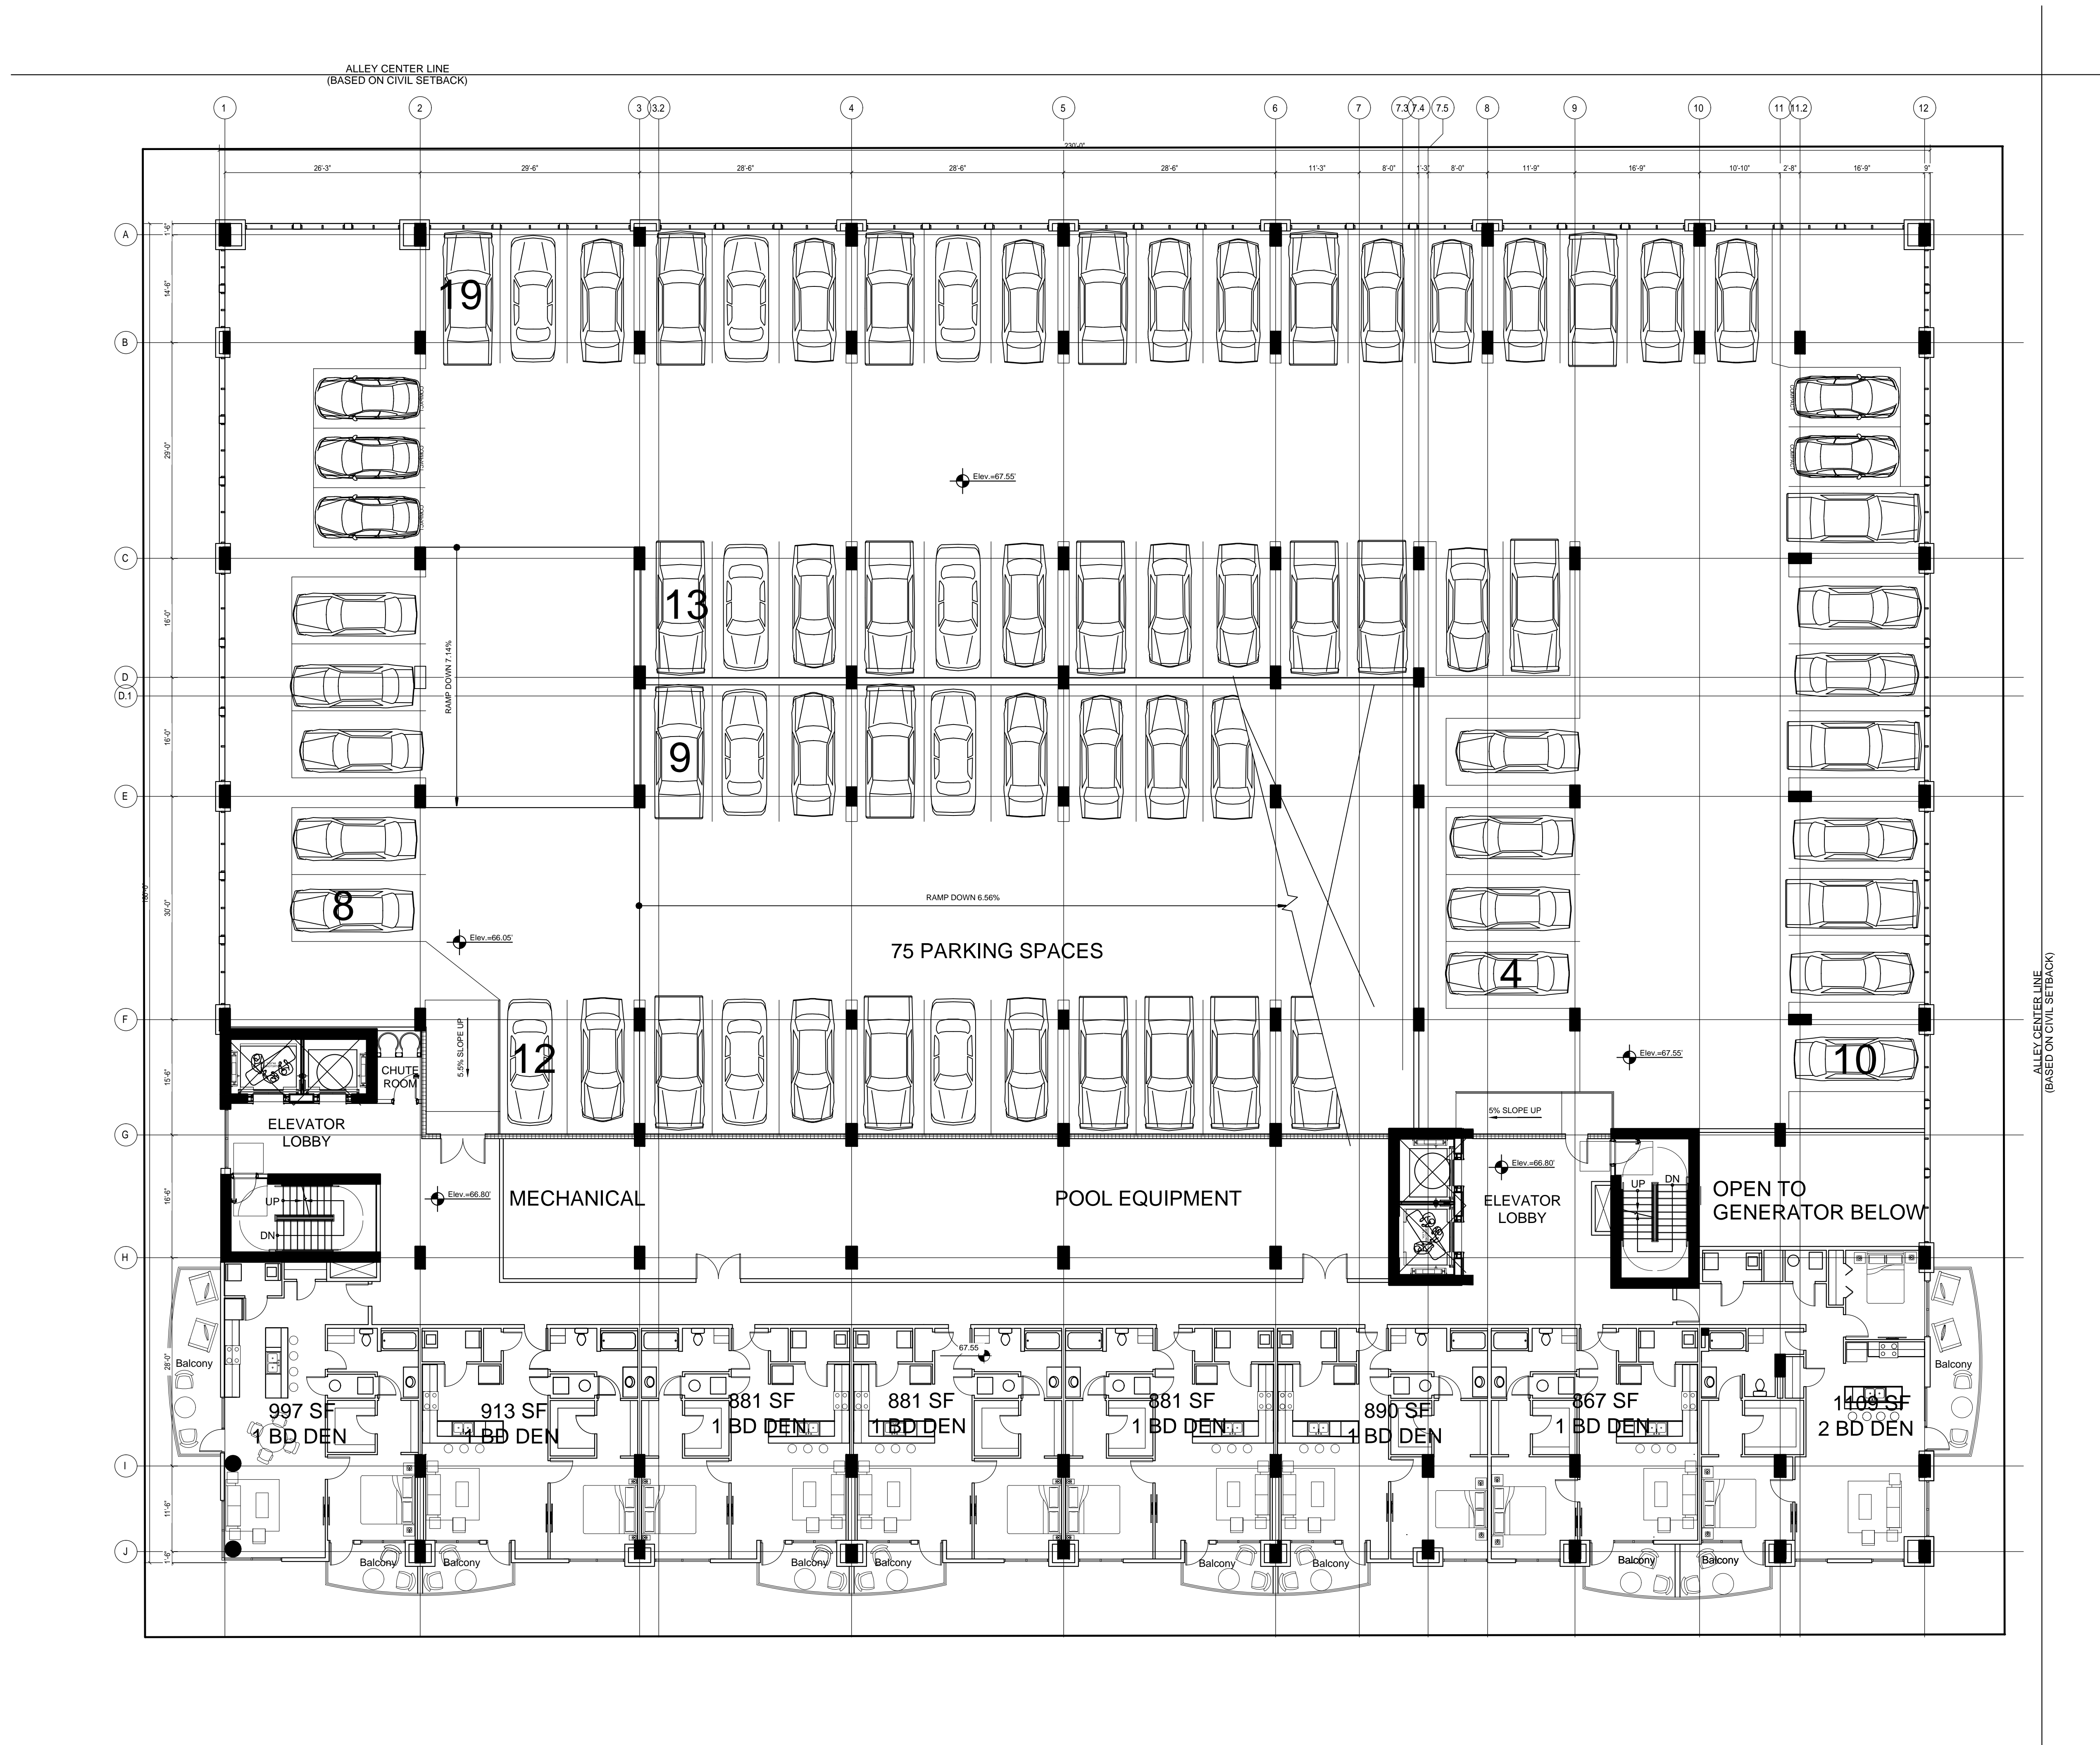 ALLEY CENTER LINE
(BASED ON CIVIL SETBACK)
1
2
3
3.2
4
5
6
7
7.3
7.4
7.5
8
9
10
11
11.2
12
230'-0"
26'-3"
29'-6"
28'-6"
28'-6"
28'-6"
11'-3"
8'-0"
1'-3"
8'-0"
11'-9"
16'-9"
10'-10"
2'-8"
16'-9"
9"
A
B
C
D
D.1
E
F
G
H
I
J
1'-6"
14'-6"
29'-0"
16'-0"
16'-0"
30'-0"
15'-6"
16'-6"
28'-0"
11'-6"
1'-6"
19
COMPACT
COMPACT
COMPACT
COMPACT
COMPACT
Elev.=67.55'
RAMP DOWN 7.14%
13
9
8
RAMP DOWN 6.56%
Elev.=66.05'
75 PARKING SPACES
4
5.5% SLOPE UP
12
Elev.=67.55'
10
CHUTE
ROOM
ELEVATOR
LOBBY
5% SLOPE UP
UP
DN
Elev.=66.80'
MECHANICAL
POOL EQUIPMENT
Elev.=66.80'
ELEVATOR
LOBBY
UP
DN
OPEN TO
GENERATOR BELOW
67.55
Balcony
Balcony
997 SF
1 BD DEN
913 SF
1 BD DEN
881 SF
1 BD DEN
881 SF
1 BD DEN
881 SF
1 BD DEN
890 SF
1 BD DEN
867 SF
1 BD DEN
1109 SF
2 BD DEN
Balcony
Balcony
Balcony
Balcony
Balcony
Balcony
Balcony
Balcony
ALLEY CENTER LINE
(BASED ON CIVIL SETBACK)